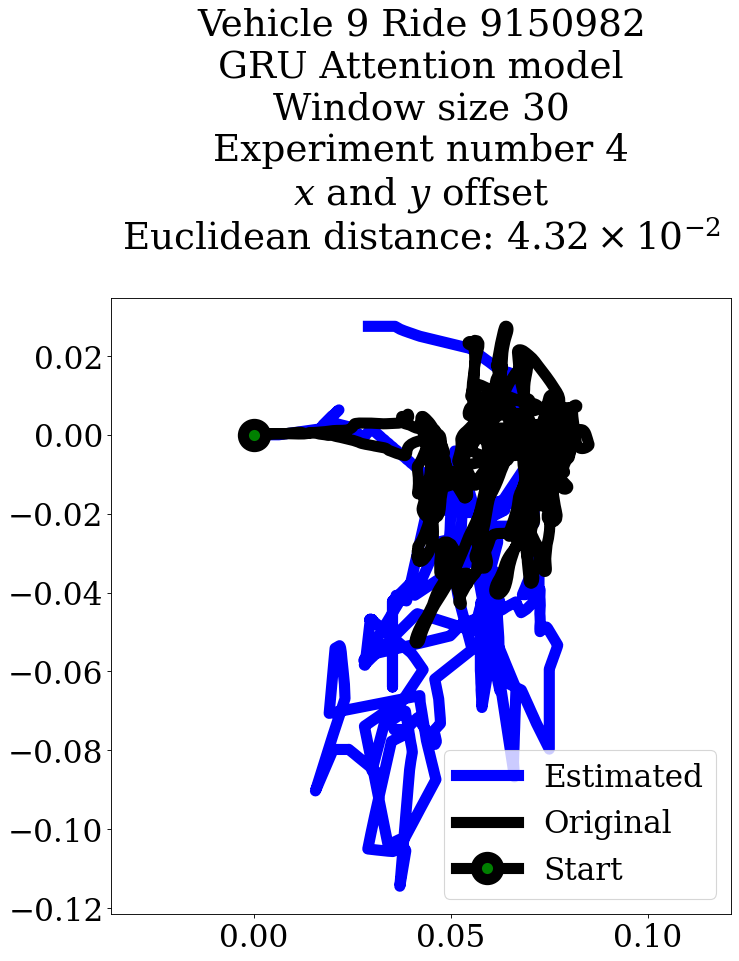 Vehicle 9 Ride 9150982
GRU Attention model
Window size 30
Experiment number 4
x and y offset
Euclidean distance: 4.32 × 10⁻²
0.02
0.00
−0.02
−0.04
−0.06
−0.08
−0.10
−0.12
Estimated
Original
Start
0.00 0.05 0.10